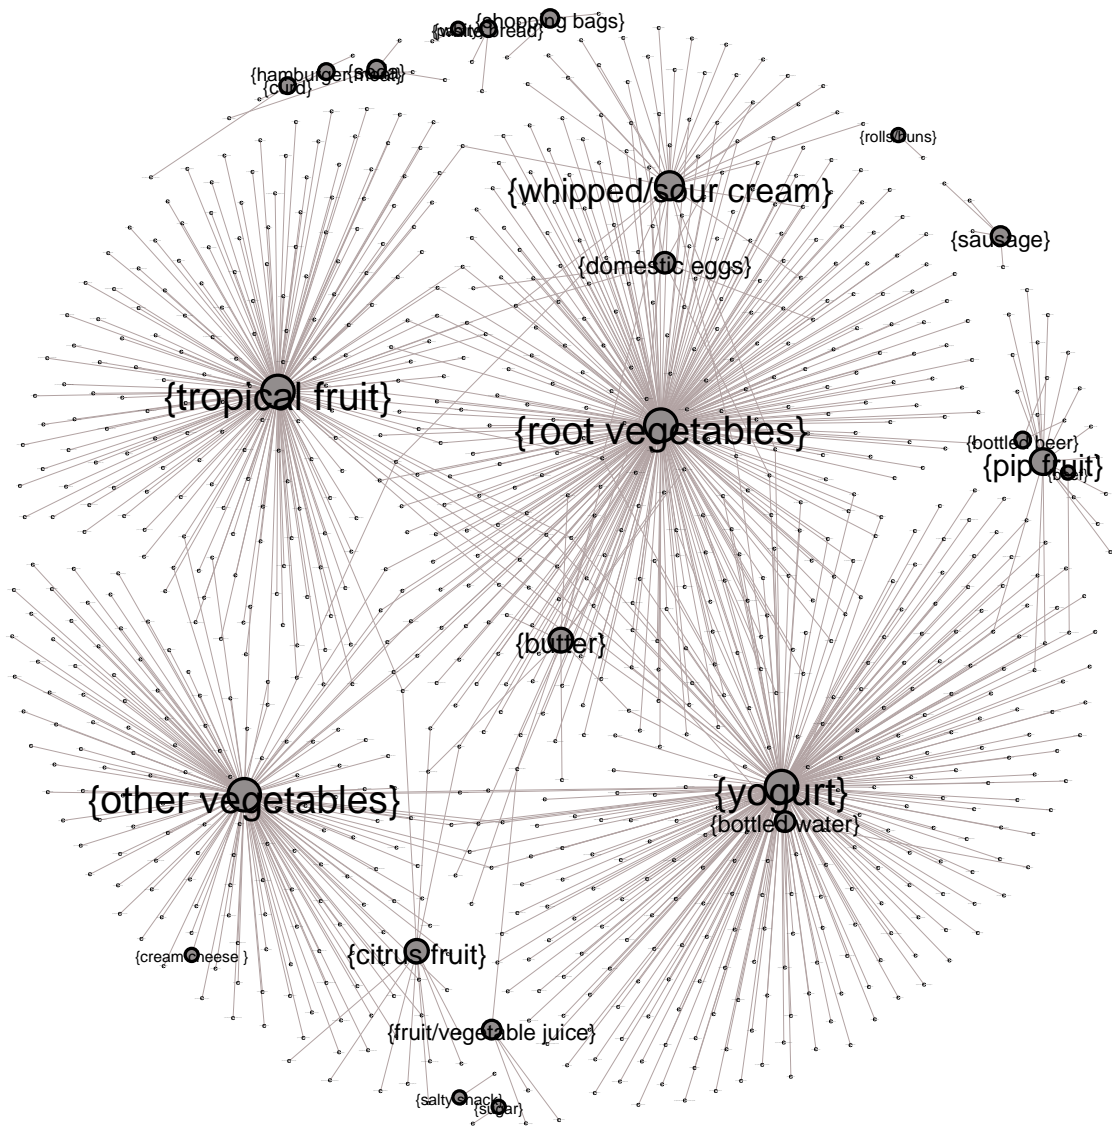 {shopping bags}
{white bread}
{hamburger meat}
{soda}
{curd}
{rolls/buns}
{whipped/sour cream}
{sausage}
{domestic eggs}
{tropical fruit}
{root vegetables}
{bottled beer}
{pip fruit}
{beef}
{butter}
{other vegetables}
{yogurt}
{bottled water}
{cream cheese }
{citrus fruit}
{fruit/vegetable juice}
{salty snack}
{sugar}